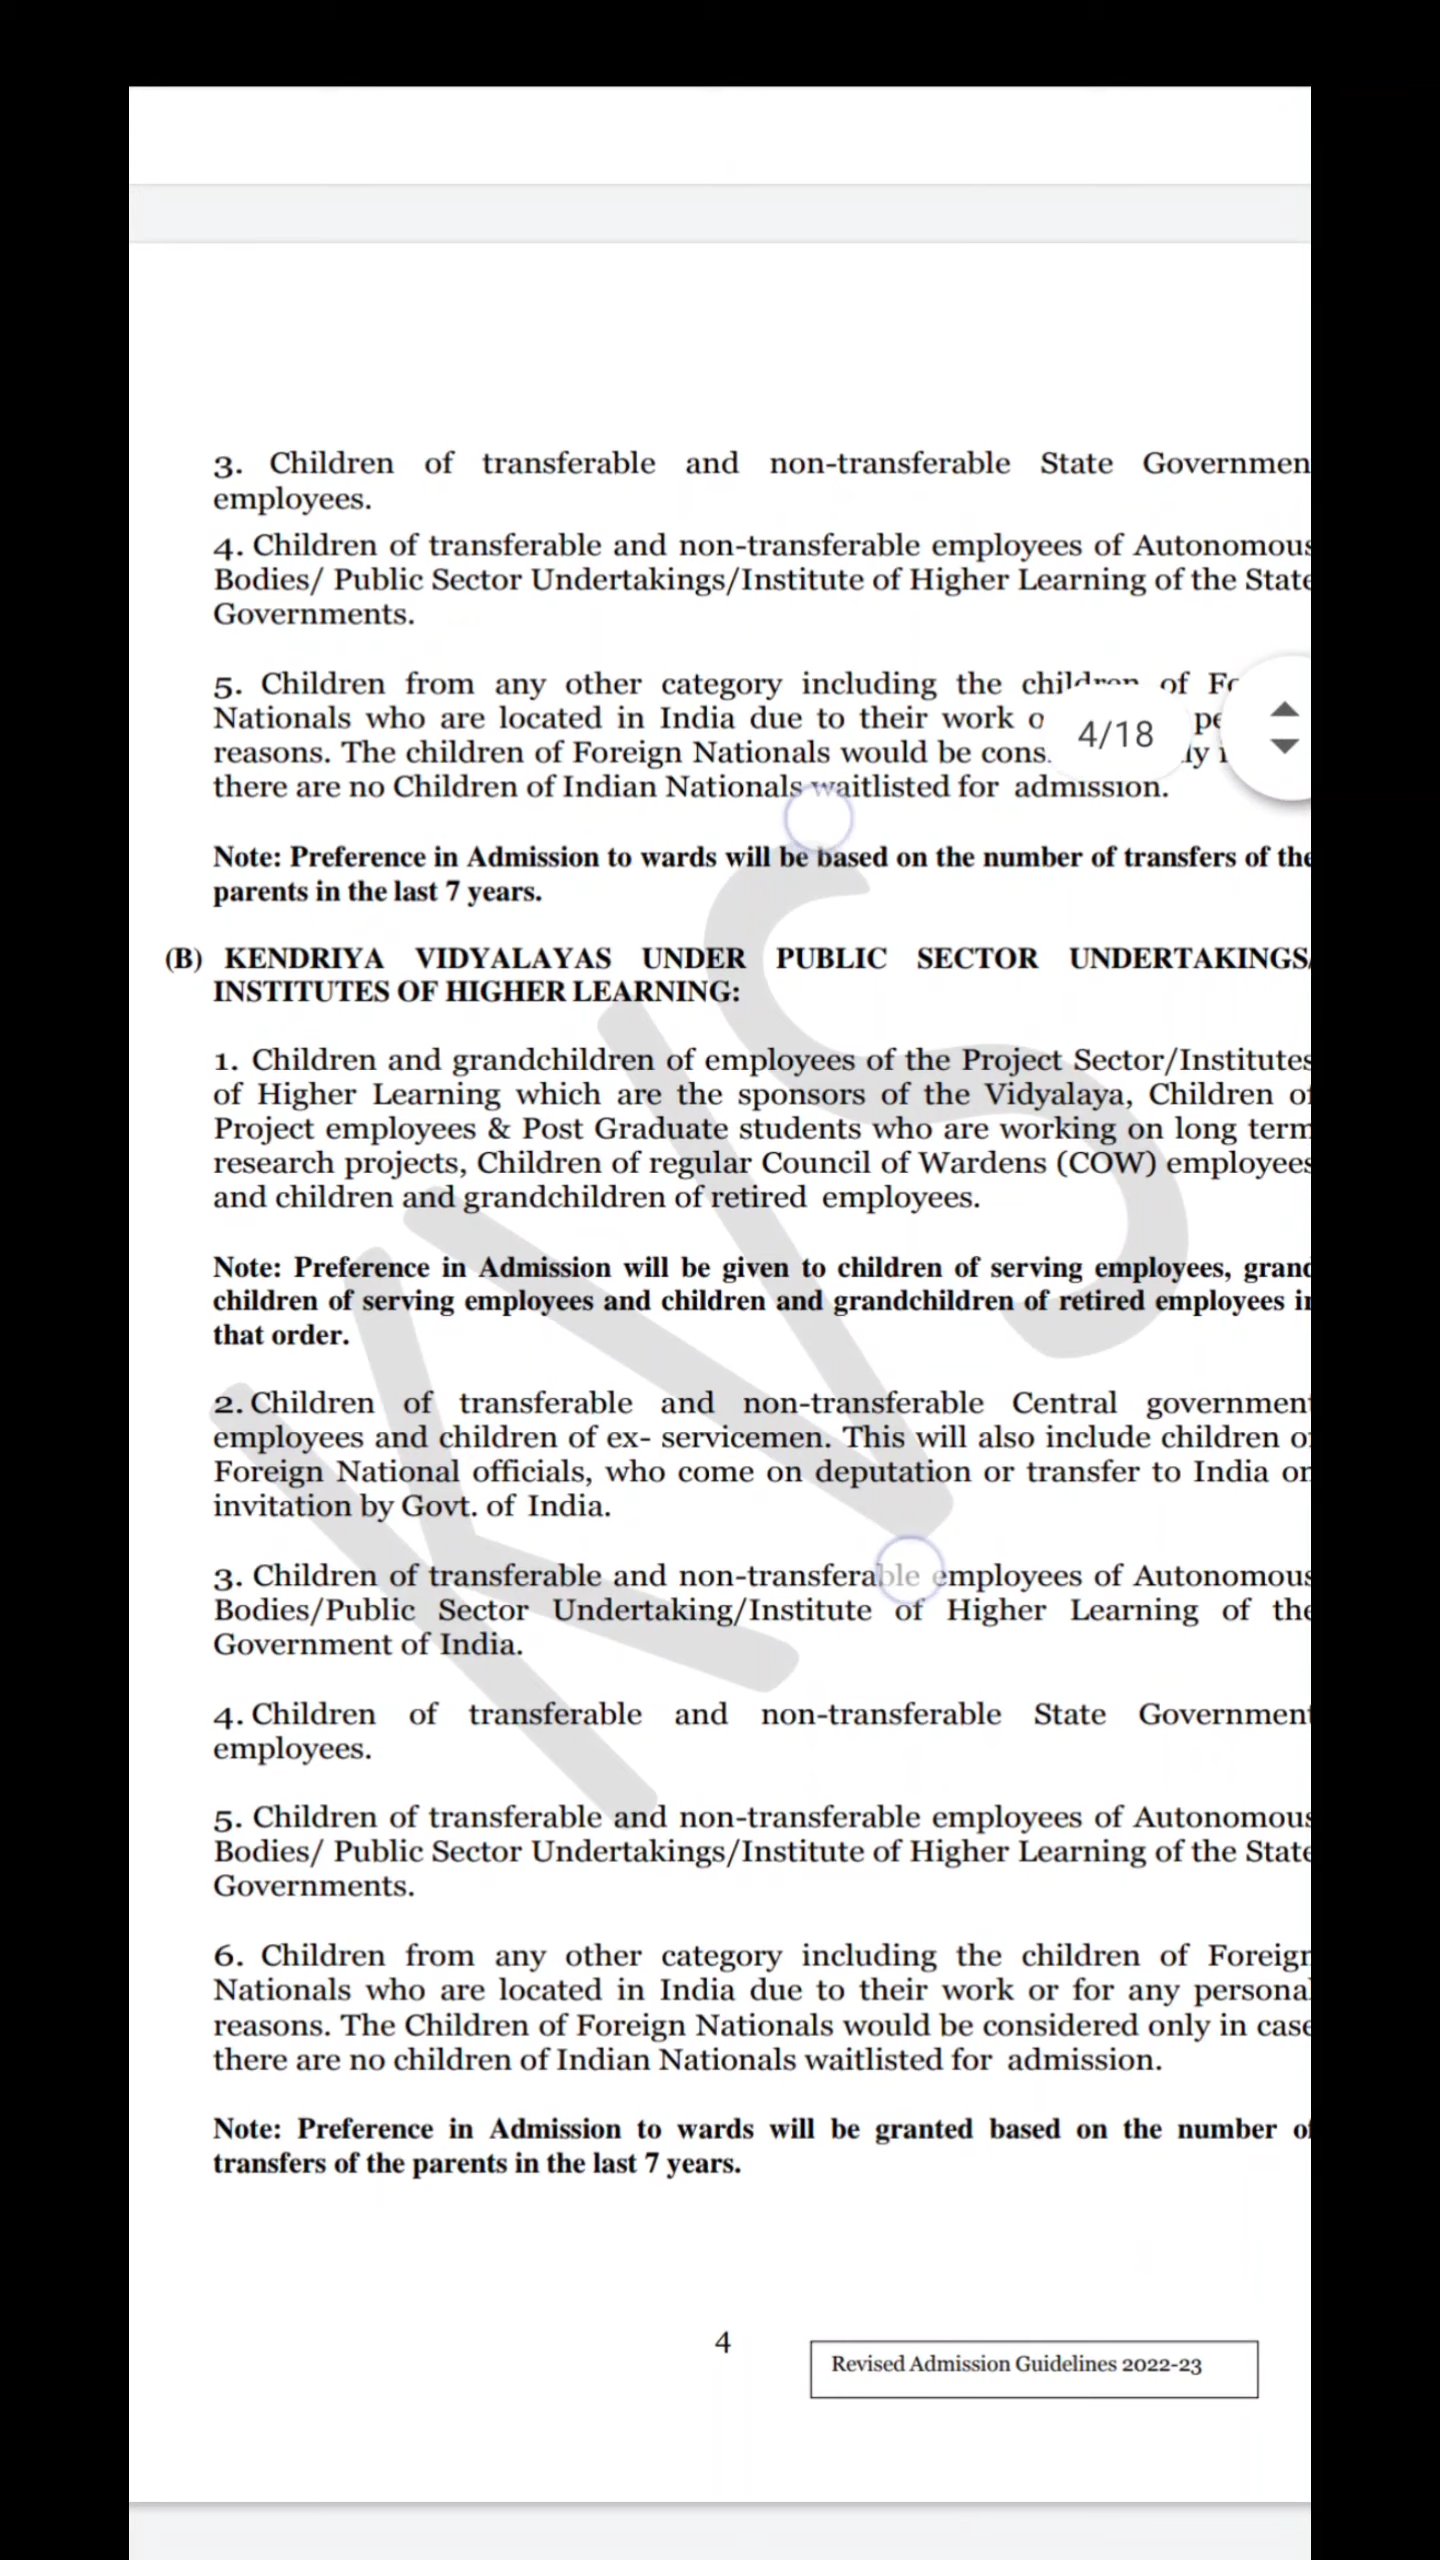 3. Children of transferable and non-transferable State Governmen
employees.
4. Children of transferable and non-transferable employees of Autonomous
Bodies/ Public Sector Undertakings/Institute of Higher Learning of the State
Governments.
5. Children from any other category including the children of
Nationals who are located in India due to their work
4/18
reasons. The children of Foreign Nationals would be cons
there are no Children of Indian Nationals waitlisted for admission.
Note: Preference in Admission to wards will be based on the number of transfers of the
parents in the last 7 years.
(B) KENDRIYA VIDYALAYAS UNDER PUBLIC SECTOR UNDERTAKINGS/
INSTITUTES OF HIGHER LEARNING:
1. Children and grandchildren of employees of the Project Sector/Institutes
of Higher Learning which are the sponsors of the Vidyalaya, Children of
Project employees & Post Graduate students who are working on long term
research projects, Children of regular Council of Wardens (COW) employees
and children and grandchildren of retired employees.
Note: Preference in Admission will be given to children of serving employees, grand
children of serving employees and children and grandchildren of retired employees in
that order.
2. Children of transferable and non-transferable Central government
employees and children of ex- servicemen. This will also include children of
Foreign National officials, who come on deputation or transfer to India on
invitation by Govt. of India.
3. Children of transferable and non-transferable employees of Autonomous
Bodies/Public Sector Undertaking/Institute of Higher Learning of the
Government of India.
4. Children of transferable and non-transferable State Government
employees.
5. Children of transferable and non-transferable employees of Autonomous
Bodies/ Public Sector Undertakings/Institute of Higher Learning of the State
Governments.
6. Children from any other category including the children of Foreign
Nationals who are located in India due to their work or for any personal
reasons. The Children of Foreign Nationals would be considered only in case
there are no children of Indian Nationals waitlisted for admission.
Note: Preference in Admission to wards will be granted based on the number of
transfers of the parents in the last 7 years.
KVS
4
Revised Admission Guidelines 2022-23